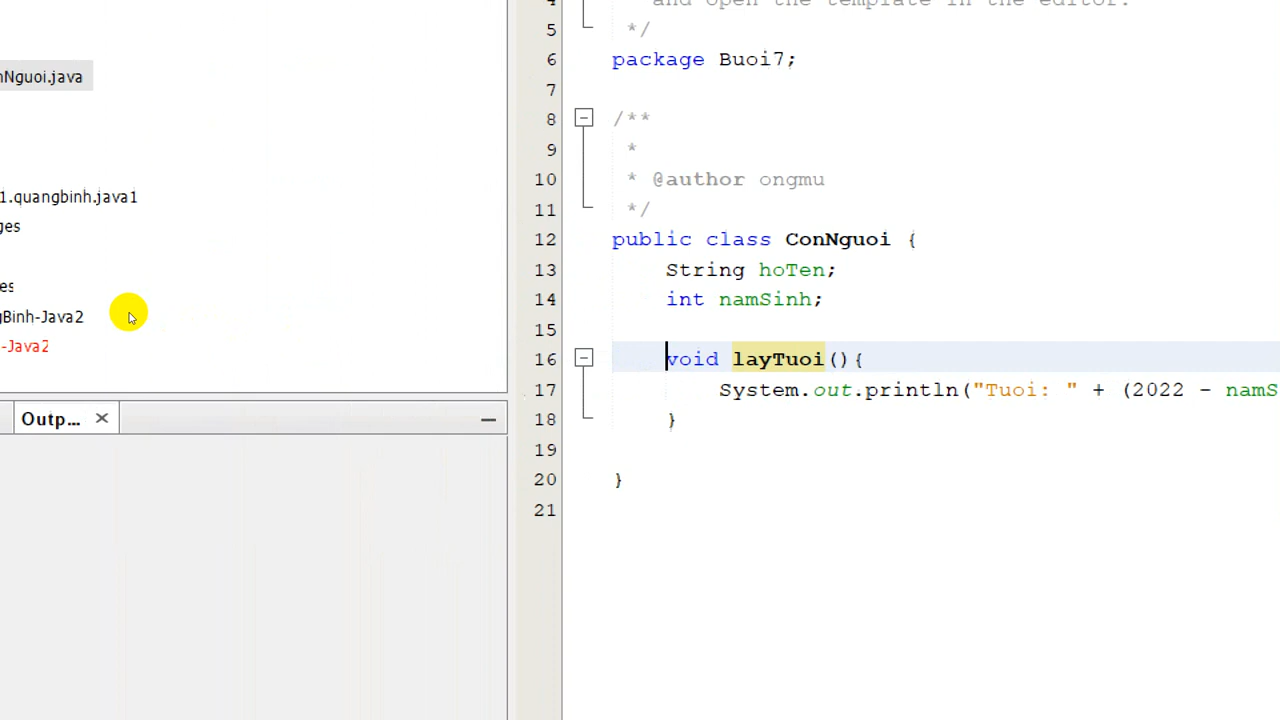 nNguoi.java
1.quangbinh.java1
ges
es
gBinh-Java2
-Java2
Outp...
4 and open the template in the editor.
5 */
6 package Buoi7;
7
8 /**
9 *
10 * @author ongmu
11 */
12 public class ConNguoi {
13 String hoTen;
14 int namSinh;
15
16 void layTuoi(){
17 System.out.println("Tuoi: " + (2022 - namS
18 }
19
20 }
21